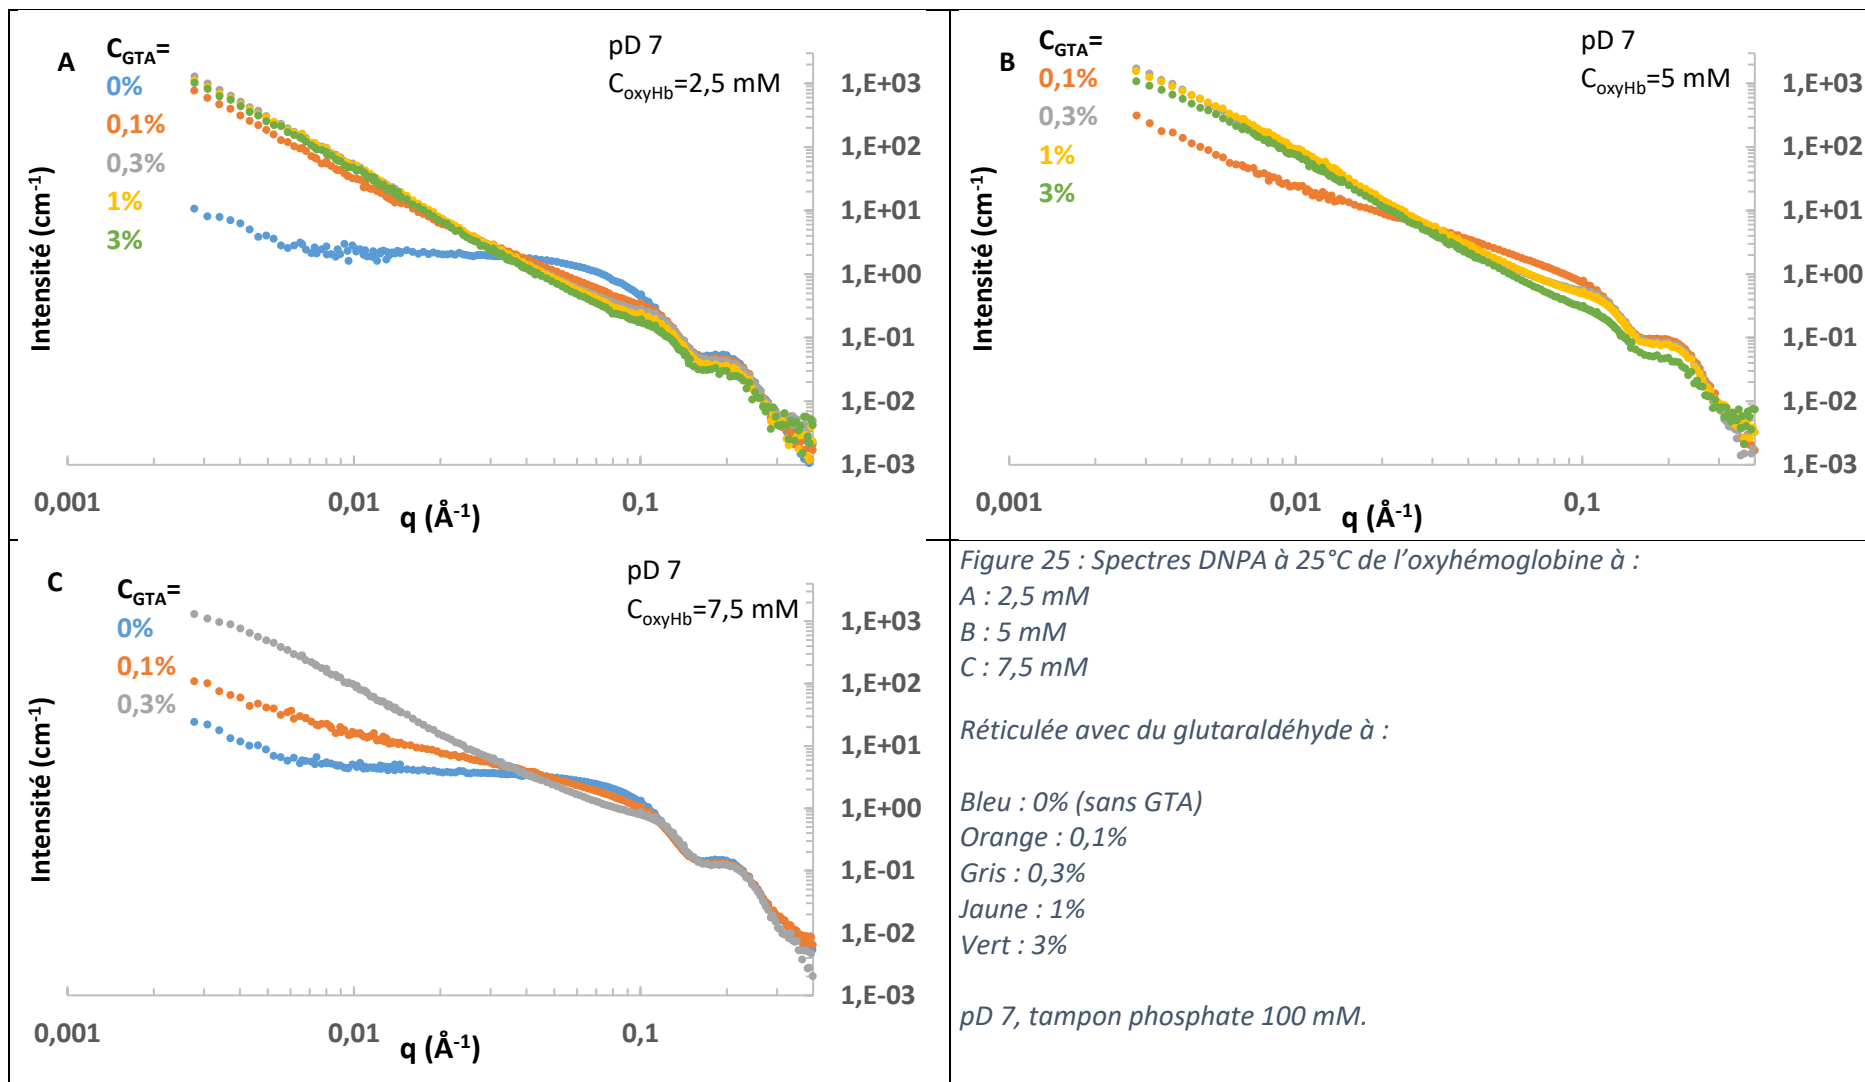 A
C_GTA=
0%
0,1%
0,3%
1%
3%
pD 7
C_oxyHb=2,5 mM
Intensité (cm⁻¹)
1,E+03
1,E+02
1,E+01
1,E+00
1,E-01
1,E-02
1,E-03
0,001
0,01
0,1
q (Å⁻¹)
B
C_GTA=
0,1%
0,3%
1%
3%
pD 7
C_oxyHb=5 mM
Intensité (cm⁻¹)
1,E+03
1,E+02
1,E+01
1,E+00
1,E-01
1,E-02
1,E-03
0,001
0,01
0,1
q (Å⁻¹)
C
C_GTA=
0%
0,1%
0,3%
pD 7
C_oxyHb=7,5 mM
Intensité (cm⁻¹)
1,E+03
1,E+02
1,E+01
1,E+00
1,E-01
1,E-02
1,E-03
0,001
0,01
0,1
q (Å⁻¹)
Figure 25 : Spectres DNPA à 25°C de l’oxyhémoglobine à :
A : 2,5 mM
B : 5 mM
C : 7,5 mM
Réticulée avec du glutaraldéhyde à :
Bleu : 0% (sans GTA)
Orange : 0,1%
Gris : 0,3%
Jaune : 1%
Vert : 3%
pD 7, tampon phosphate 100 mM.